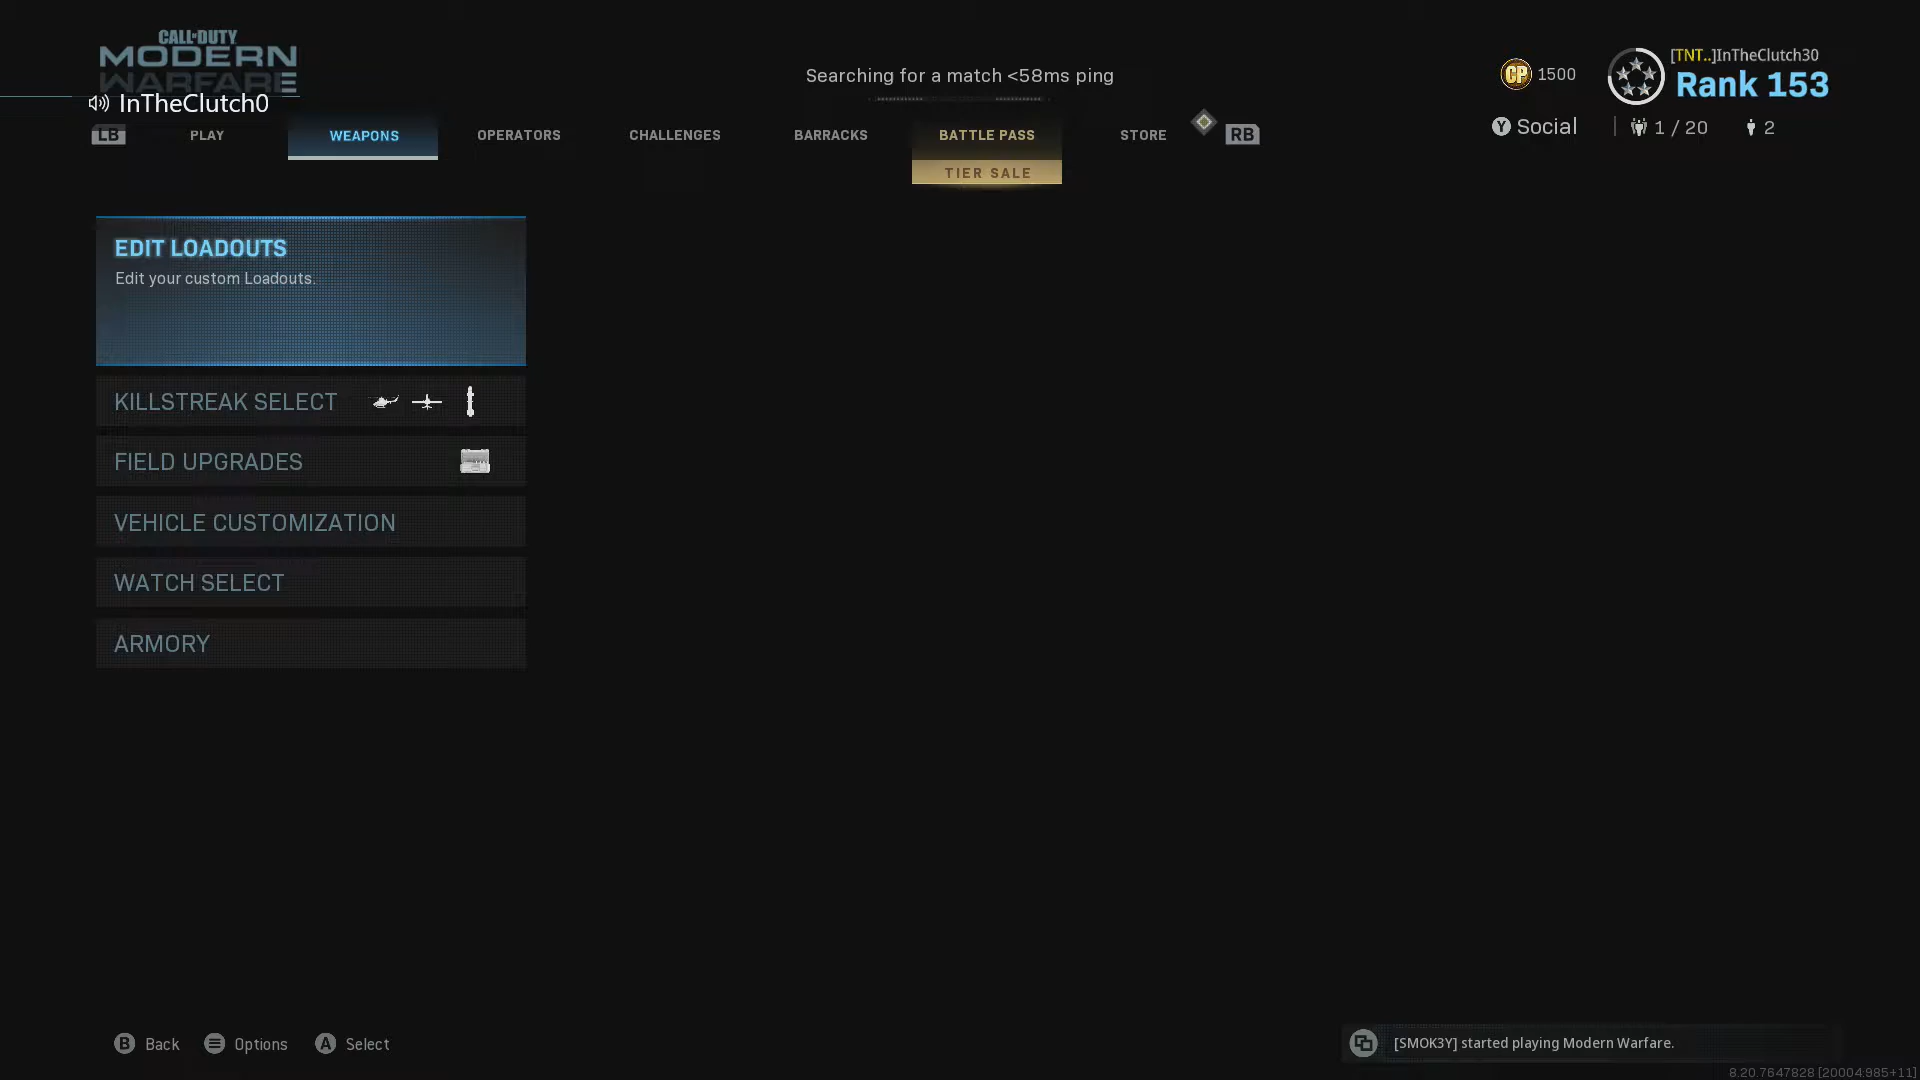 CALL OF DUTY
MODERN
WARFARE
InTheClutch0
Searching for a match <58ms ping
CP 1500
[TNT..]InTheClutch30
Rank 153
Y Social
1 / 20
2
LB
PLAY
WEAPONS
OPERATORS
CHALLENGES
BARRACKS
BATTLE PASS
STORE
RB
TIER SALE
EDIT LOADOUTS
Edit your custom Loadouts.
KILLSTREAK SELECT
FIELD UPGRADES
VEHICLE CUSTOMIZATION
WATCH SELECT
ARMORY
B Back
Options
A Select
[SMOK3Y] started playing Modern Warfare.
8.20.7647828 [20004:985+11]